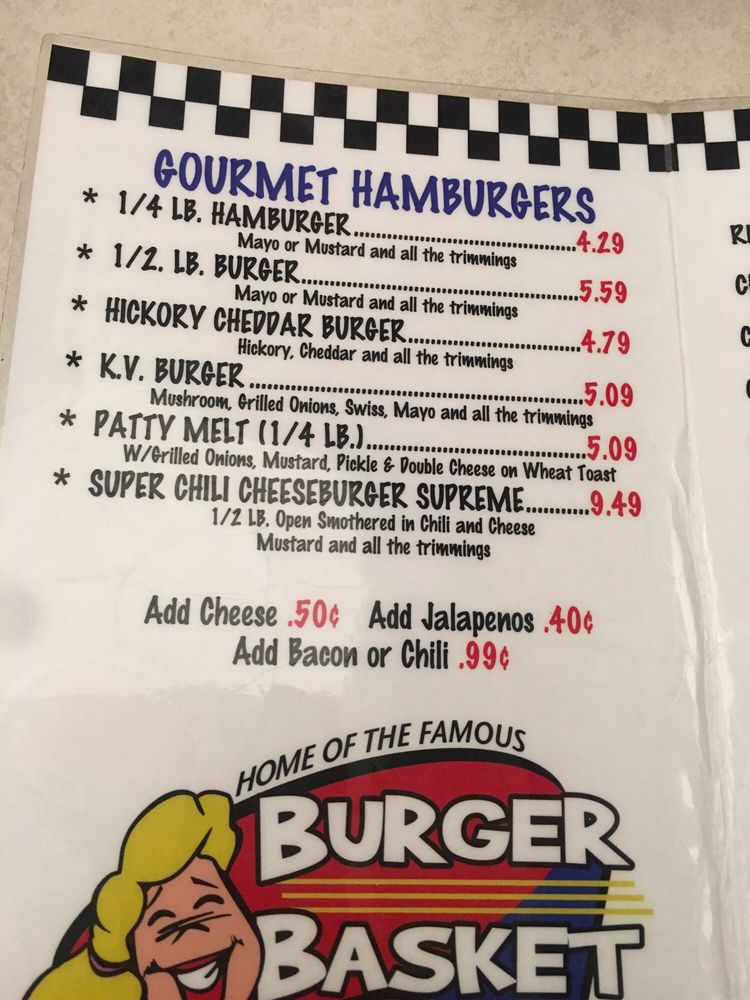 GOURMET HAMBURGERS
* 1/4 LB. HAMBURGER.......................................4.29
Mayo or Mustard and all the trimmings
* 1/2. LB. BURGER.................................................5.59
Mayo or Mustard and all the trimmings
* HICKORY CHEDDAR BURGER..............................4.79
Hickory, Cheddar and all the trimmings
* K.V. BURGER ..........................................................5.09
Mushroom, Grilled Onions, Swiss, Mayo and all the trimmings
* PATTY MELT (1/4 LB.).......................................5.09
W/Grilled Onions, Mustard, Pickle & Double Cheese on Wheat Toast
* SUPER CHILI CHEESEBURGER SUPREME............9.49
1/2 LB. Open Smothered in Chili and Cheese
Mustard and all the trimmings
Add Cheese .50¢ Add Jalapenos .40¢
Add Bacon or Chili .99¢
HOME OF THE FAMOUS
BURGER
BASKET